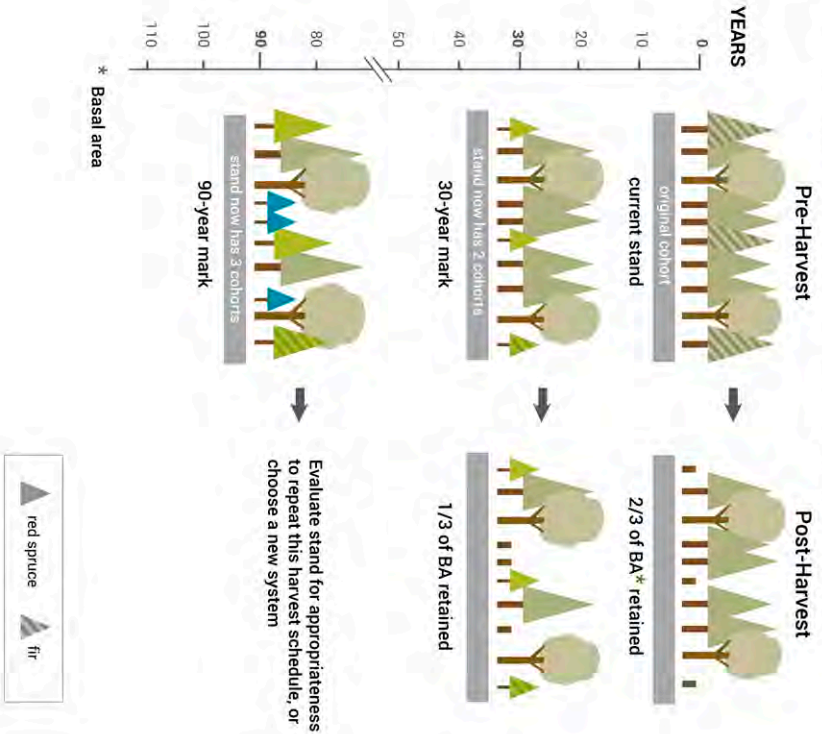 YEARS
Pre-Harvest
Post-Harvest
0
10
20
30
40
50
80
90
100
110
original cohort
current stand
2/3 of BA* retained
stand now has 2 cohorts
30-year mark
1/3 of BA retained
stand now has 3 cohorts
90-year mark
Evaluate stand for appropriateness
to repeat this harvest schedule, or
choose a new system
* Basal area
red spruce
fir